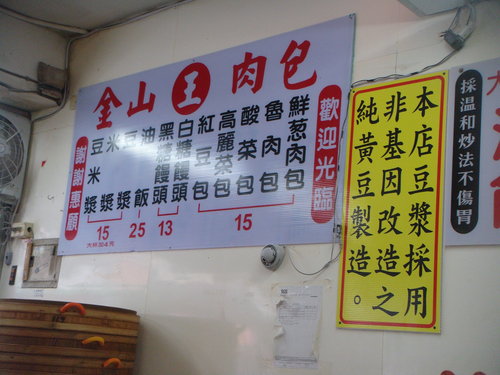 金山王肉包
歡迎光臨
鮮葱肉包
魯肉包
酸菜包
高麗菜包
紅豆包
15
白糖饅頭
黑糖饅頭
13
油飯
25
豆漿
米漿
豆米漿
15
謝謝惠顧
本店豆漿採用
非基因改造之
純黃豆製造。
採溫和炒法不傷胃